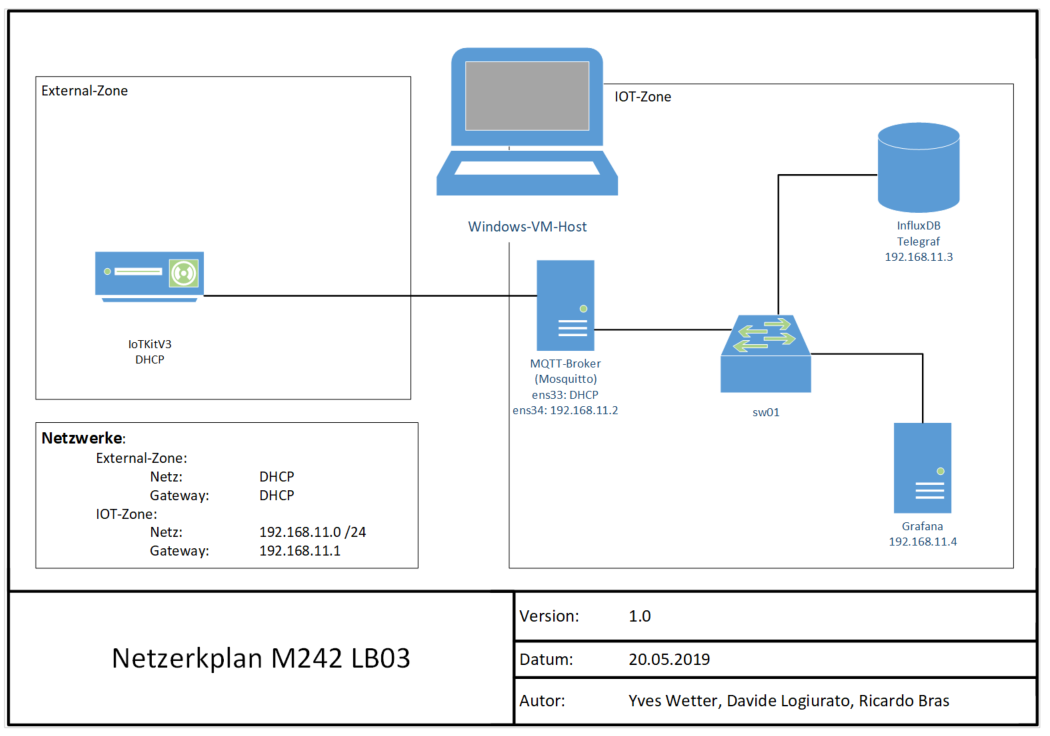 External-Zone
IOT-Zone
Windows-VM-Host
InfluxDB
Telegraf
192.168.11.3
IoTKitV3
DHCP
MQTT-Broker
(Mosquitto)
ens33: DHCP
ens34: 192.168.11.2
sw01
Grafana
192.168.11.4
Netzwerke:
External-Zone:
Netz: DHCP
Gateway: DHCP
IOT-Zone:
Netz: 192.168.11.0 /24
Gateway: 192.168.11.1
Netzerkplan M242 LB03
Version: 1.0
Datum: 20.05.2019
Autor: Yves Wetter, Davide Logiurato, Ricardo Bras